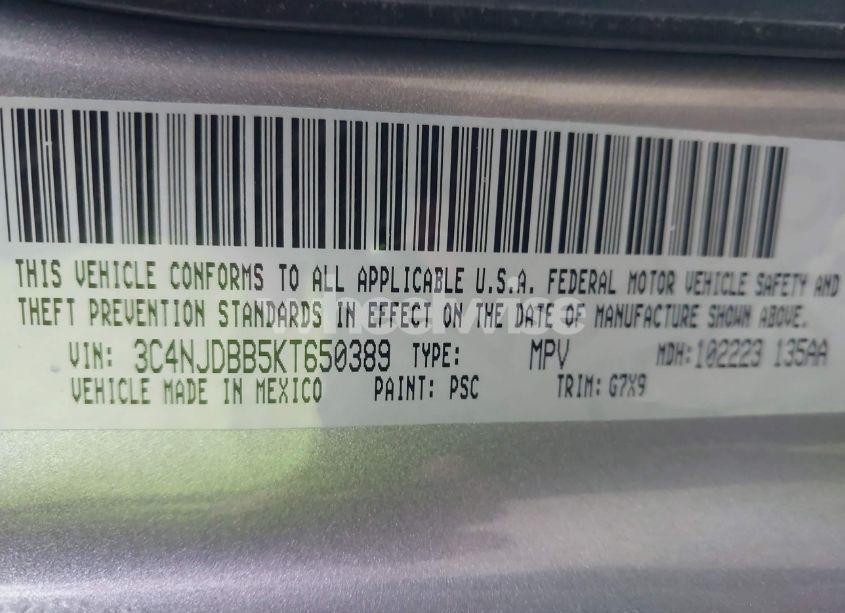 THIS VEHICLE CONFORMS TO ALL APPLICABLE U.S.A. FEDERAL MOTOR VEHICLE SAFETY AND
THEFT PREVENTION STANDARDS IN EFFECT ON THE DATE OF MANUFACTURE SHOWN ABOVE.
VIN: 3C4NJDBB5KT650389 TYPE: MPV MDH: 102223 135AA
VEHICLE MADE IN MEXICO PAINT: PSC TRIM: G7X9